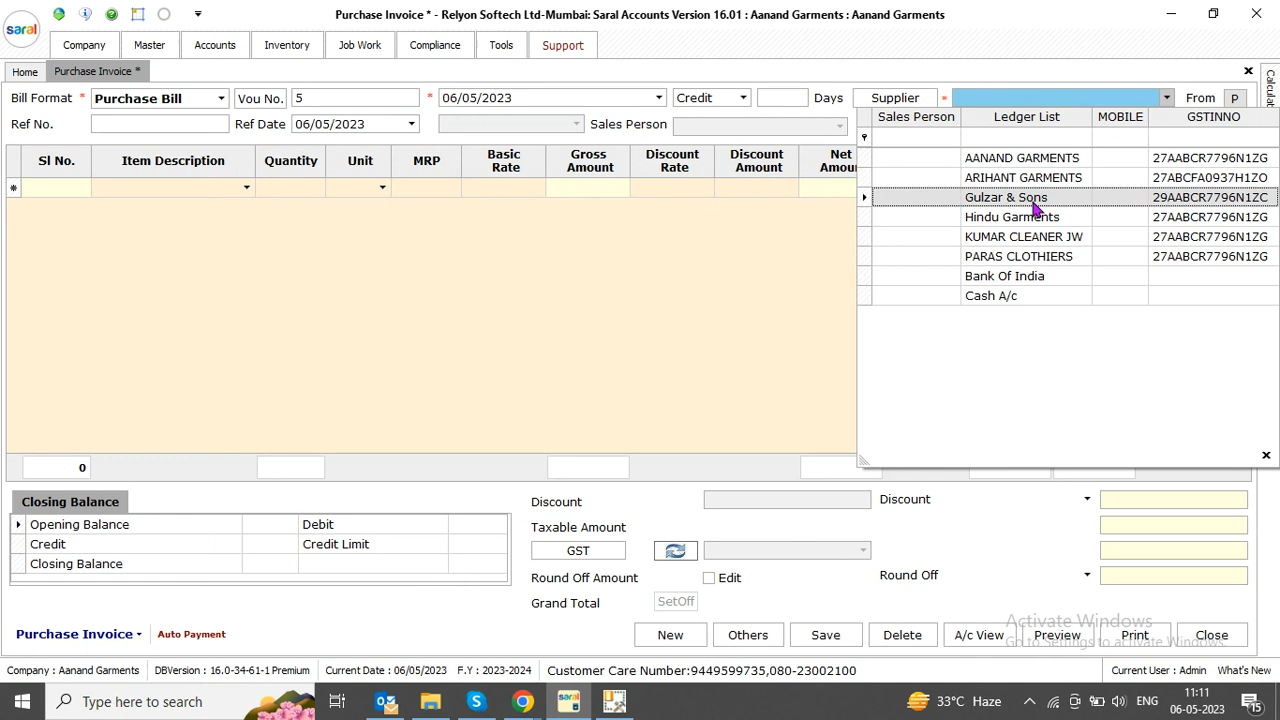 Purchase Invoice * - Relyon Softech Ltd-Mumbai: Saral Accounts Version 16.01 : Aanand Garments : Aanand Garments
saral
Company Master Accounts Inventory Job Work Compliance Tools Support
Home Purchase Invoice *
Calculat
Bill Format * Purchase Bill Vou No. 5 * 06/05/2023 Credit Days Supplier * From P
Ref No. Ref Date 06/05/2023 Sales Person
Sales Person Ledger List MOBILE GSTINNO
Sl No. Item Description Quantity Unit MRP Basic Rate Gross Amount Discount Rate Discount Amount Net Amou
AANAND GARMENTS 27AABCR7796N1ZG
ARIHANT GARMENTS 27ABCFA0937H1ZO
Gulzar & Sons 29AABCR7796N1ZC
Hindu Garments 27AABCR7796N1ZG
KUMAR CLEANER JW 27AABCR7796N1ZG
PARAS CLOTHIERS 27AABCR7796N1ZG
Bank Of India
Cash A/c
0
Closing Balance
Opening Balance Debit
Credit Credit Limit
Closing Balance
Discount Discount
Taxable Amount
GST
Round Off Amount Edit Round Off
Grand Total SetOff
Activate Windows
Go to Settings to activate Windows.
Purchase Invoice Auto Payment New Others Save Delete A/c View Preview Print Close
Company : Aanand Garments DBVersion : 16.0-34-61-1 Premium Current Date : 06/05/2023 F.Y : 2023-2024 Customer Care Number:9449599735,080-23002100 Current User : Admin What's New
Type here to search 33°C Haze ENG 11:11 06-05-2023 15